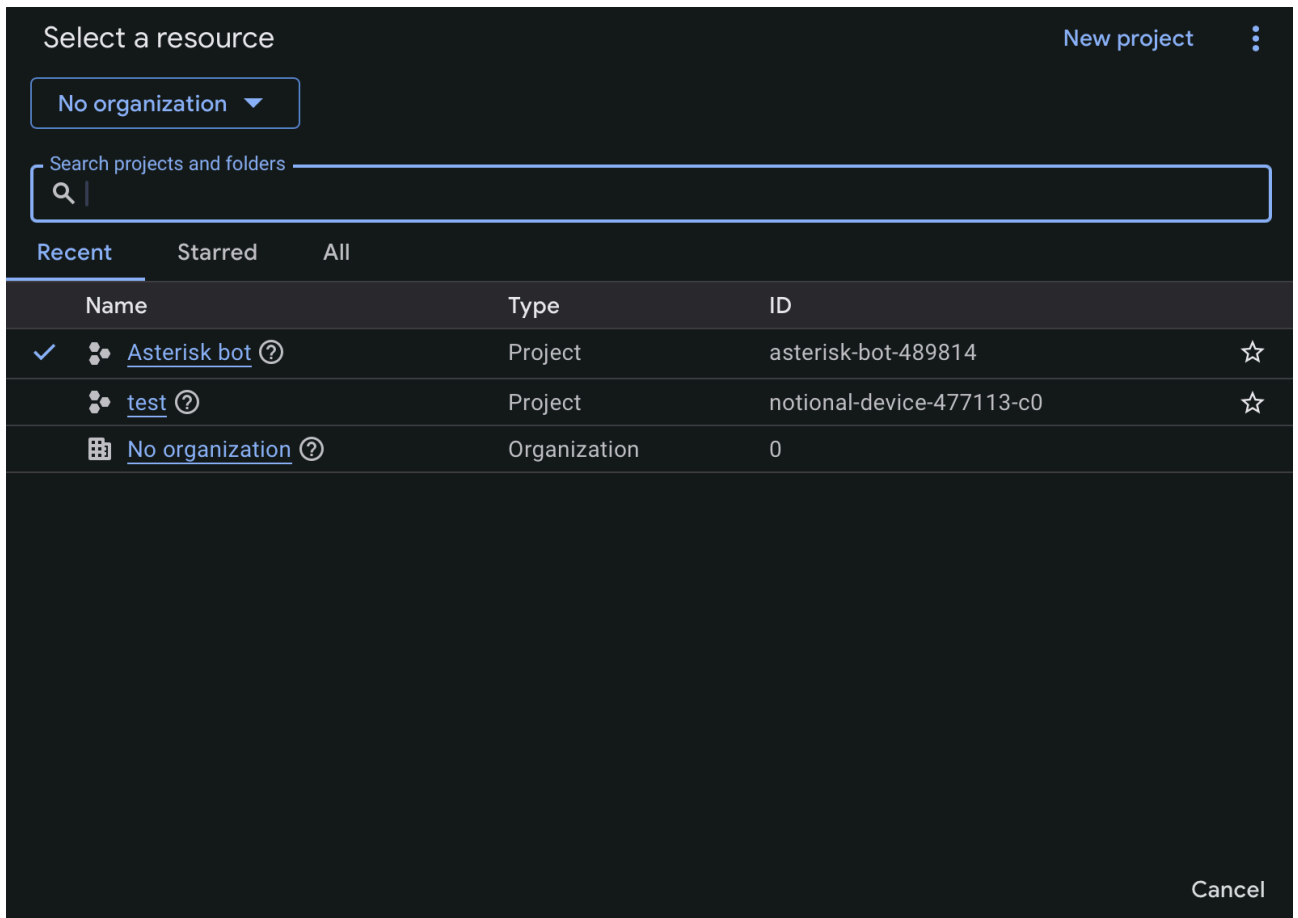 Select a resource New project
No organization
Search projects and folders
Recent Starred All
Name Type ID
Asterisk bot Project asterisk-bot-489814
test Project notional-device-477113-c0
No organization Organization 0
Cancel